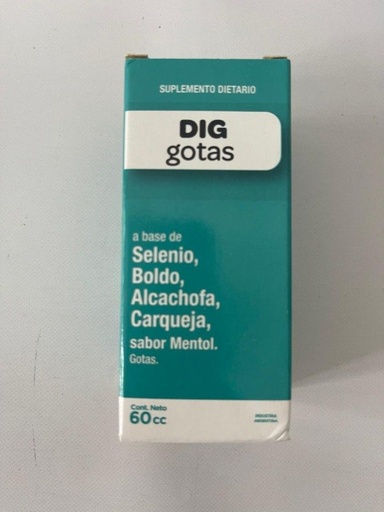 SUPLEMENTO DIETARIO
DIG
gotas
a base de
Selenio,
Boldo,
Alcachofa,
Carqueja,
sabor Mentol.
Gotas.
Cont. Neto
60 cc
INDUSTRIA
ARGENTINA